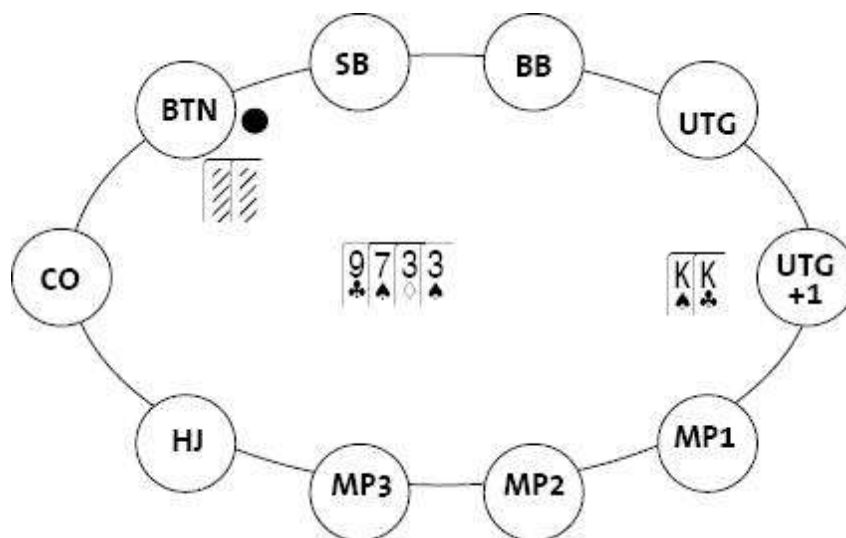 SB
BB
BTN
UTG
9♣ 7♠ 3♢ 3♠
K♠ K♣
CO
UTG
+1
HJ
MP1
MP3
MP2